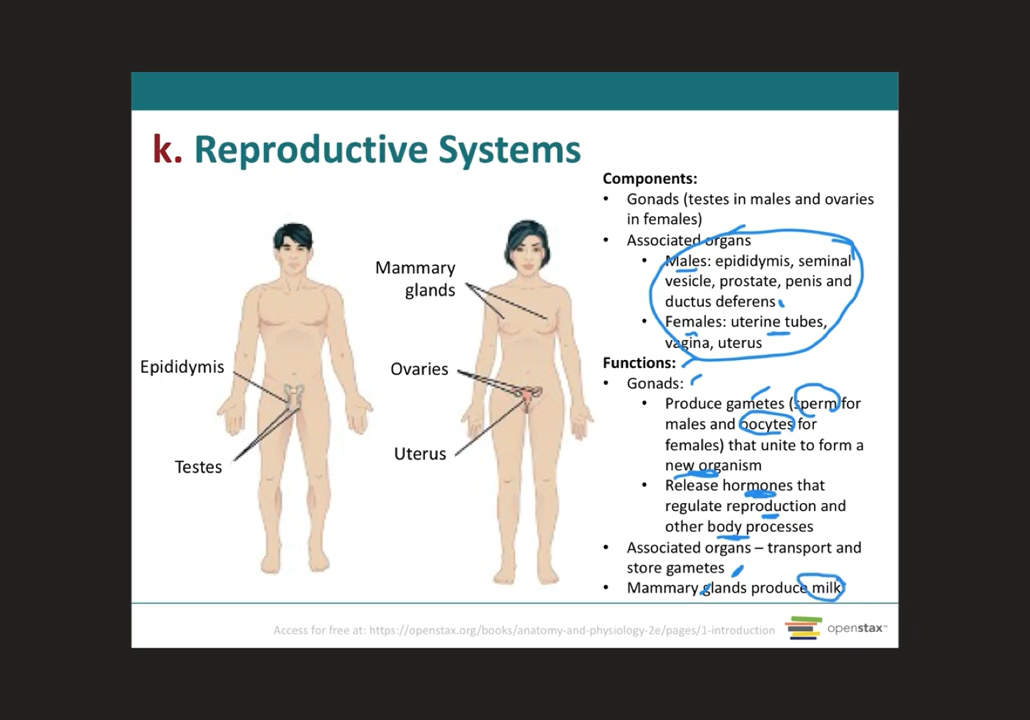 k. Reproductive Systems
Components:
• Gonads (testes in males and ovaries
in females)
• Associated organs
• Males: epididymis, seminal
vesicle, prostate, penis and
ductus deferens
• Females: uterine tubes,
vagina, uterus
Functions:
• Gonads:
• Produce gametes (sperm for
males and oocytes for
females) that unite to form a
new organism
• Release hormones that
regulate reproduction and
other body processes
• Associated organs – transport and
store gametes
• Mammary glands produce milk
Epididymis
Testes
Mammary
glands
Ovaries
Uterus
Access for free at: https://openstax.org/books/anatomy-and-physiology-2e/pages/1-introduction
openstax™